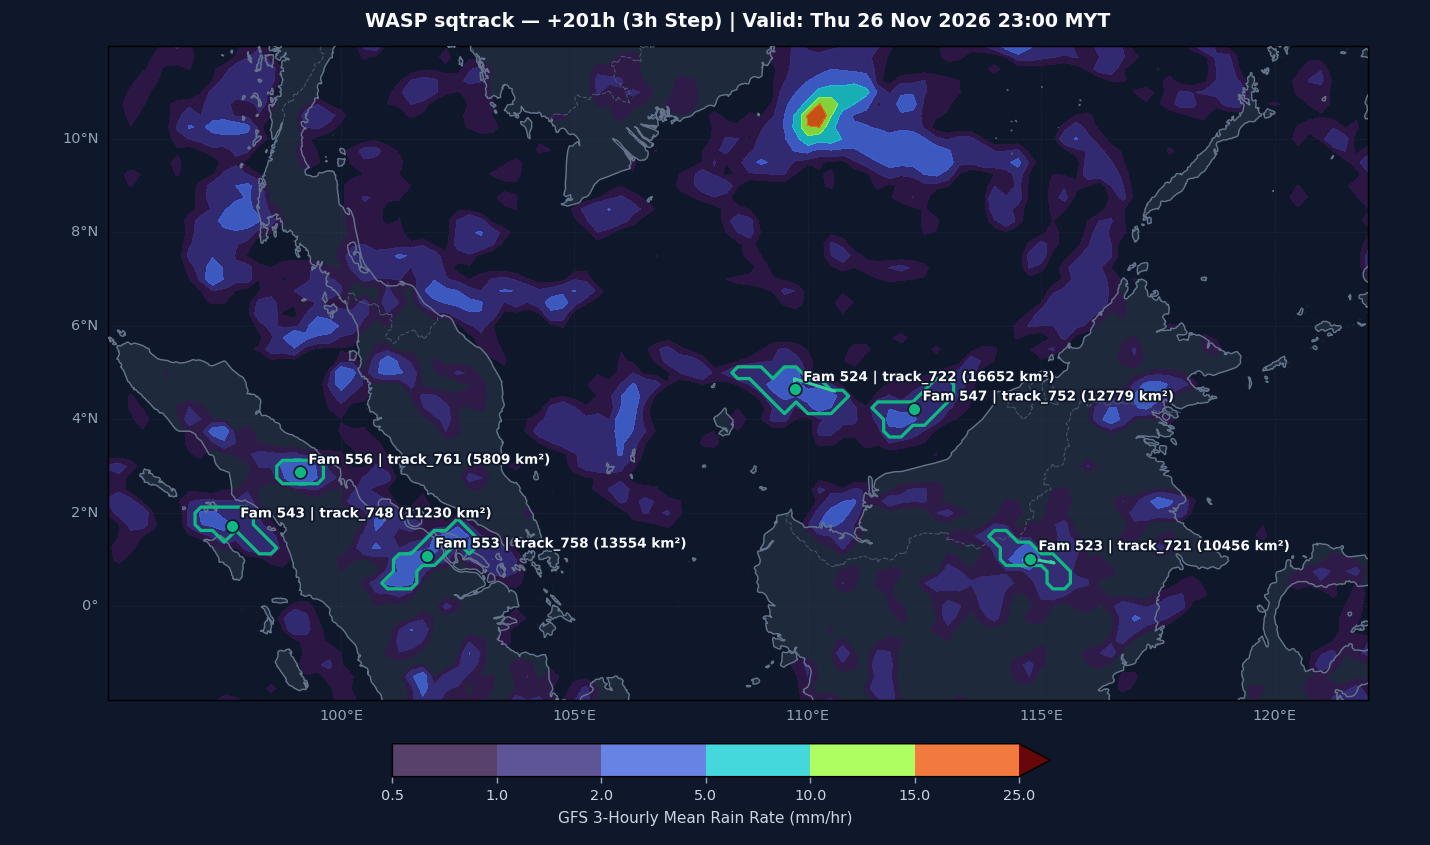 WASP sqtrack — +201h (3h Step) | Valid: Thu 26 Nov 2026 23:00 MYT
10°N
8°N
6°N
4°N
2°N
0°
Fam 524 | track_722 (16652 km²)
Fam 547 | track_752 (12779 km²)
Fam 556 | track_761 (5809 km²)
Fam 543 | track_748 (11230 km²)
Fam 553 | track_758 (13554 km²)
Fam 523 | track_721 (10456 km²)
100°E
105°E
110°E
115°E
120°E
0.5
1.0
2.0
5.0
10.0
15.0
25.0
GFS 3-Hourly Mean Rain Rate (mm/hr)